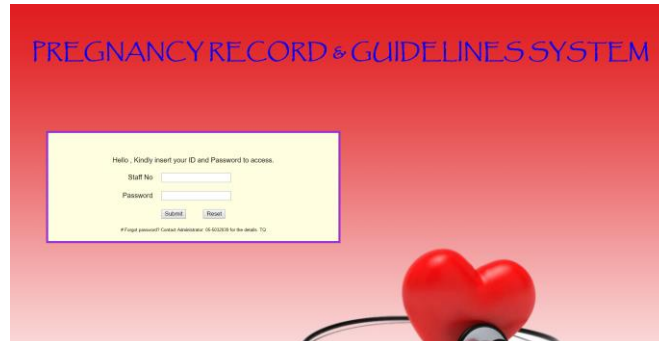 PREGNANCY RECORD & GUIDELINES SYSTEM
Hello , Kindly insert your ID and Password to access.
Staff No
Password
Submit Reset
Forgot password? Contact Administrator for the details. TQ